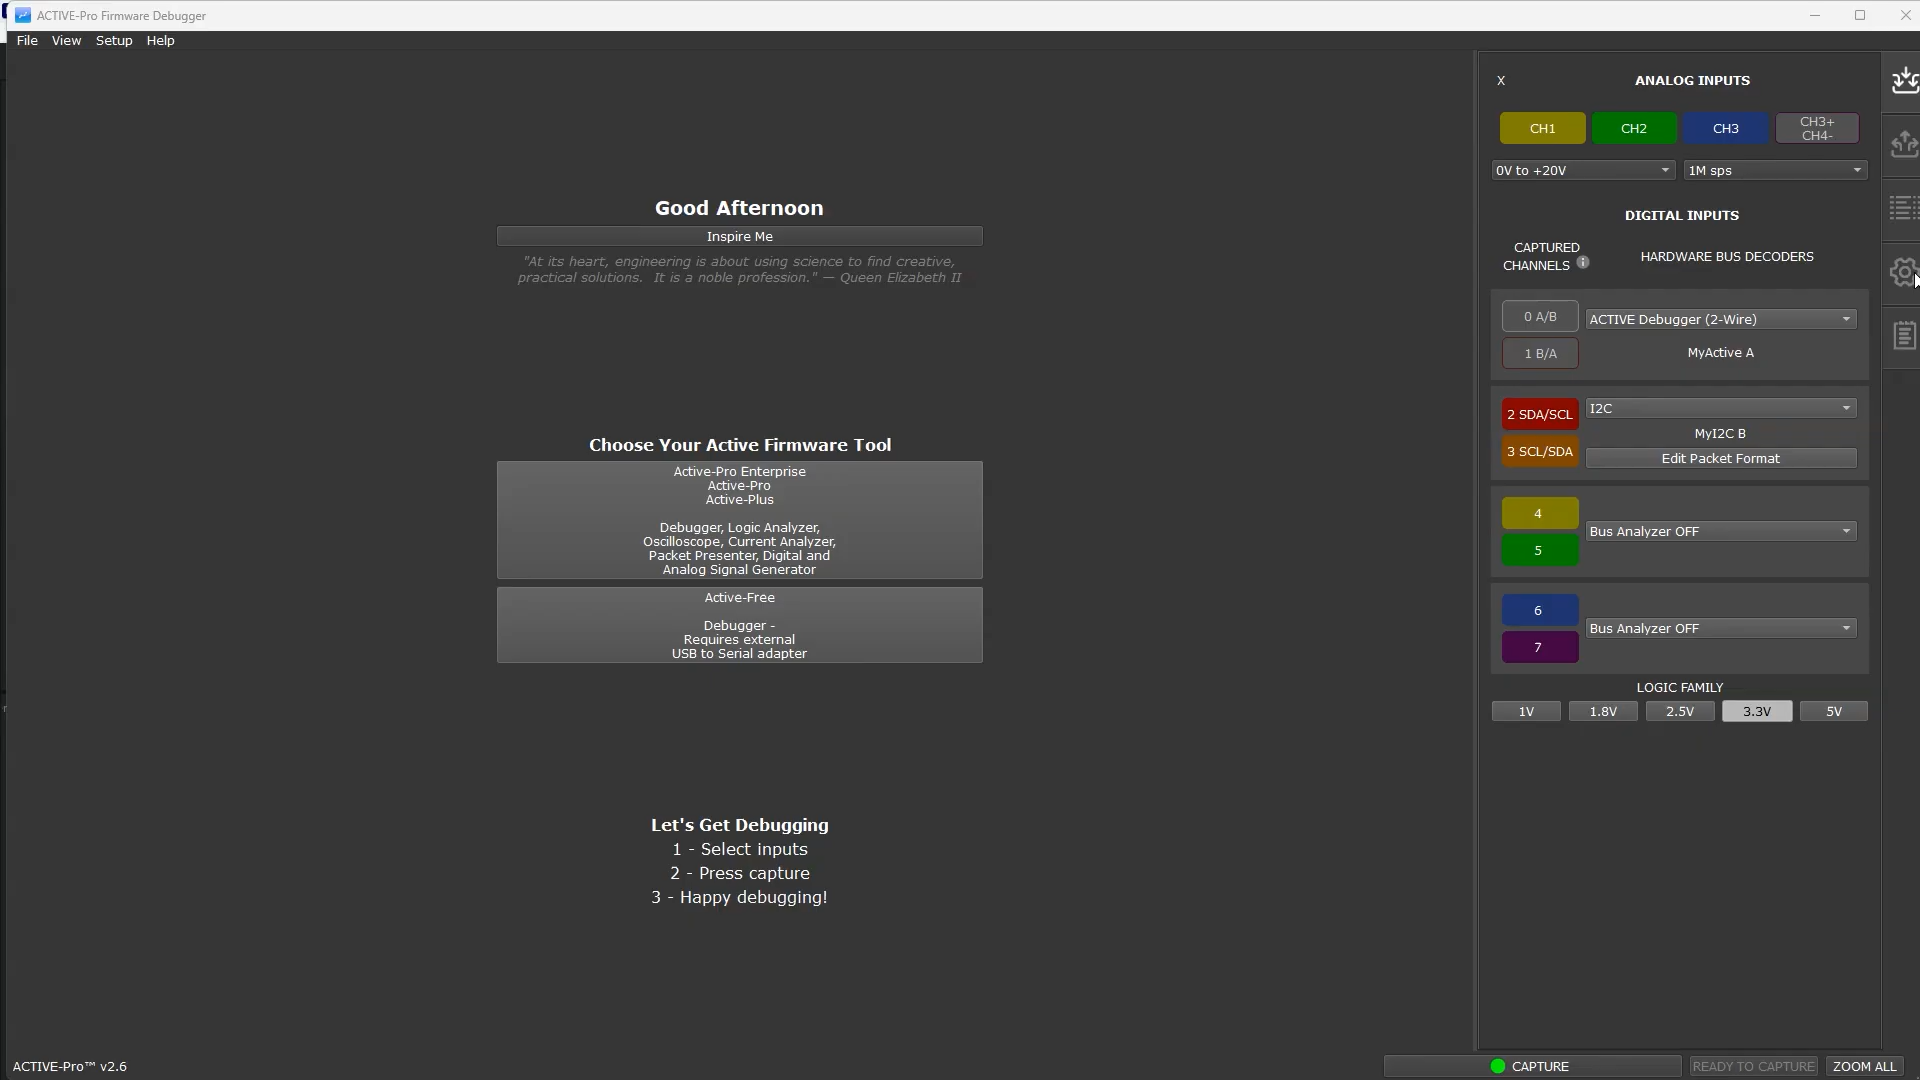 ACTIVE-Pro Firmware Debugger
File View Setup Help
Good Afternoon
Inspire Me
"At its heart, engineering is about using science to find creative,
practical solutions. It is a noble profession." — Queen Elizabeth II
Choose Your Active Firmware Tool
Active-Pro Enterprise
Active-Pro
Active-Plus
Debugger, Logic Analyzer,
Oscilloscope, Current Analyzer,
Packet Presenter, Digital and
Analog Signal Generator
Active-Free
Debugger -
Requires external
USB to Serial adapter
Let's Get Debugging
1 - Select inputs
2 - Press capture
3 - Happy debugging!
X ANALOG INPUTS
CH1 CH2 CH3 CH3+
CH4-
0V to +20V 1M sps
DIGITAL INPUTS
CAPTURED
CHANNELS i
HARDWARE BUS DECODERS
0 A/B
ACTIVE Debugger (2-Wire)
1 B/A
MyActive A
2 SDA/SCL
I2C
MyI2C B
3 SCL/SDA
Edit Packet Format
4
Bus Analyzer OFF
5
6
Bus Analyzer OFF
7
LOGIC FAMILY
1V 1.8V 2.5V 3.3V 5V
ACTIVE-Pro™ v2.6
CAPTURE READY TO CAPTURE ZOOM ALL